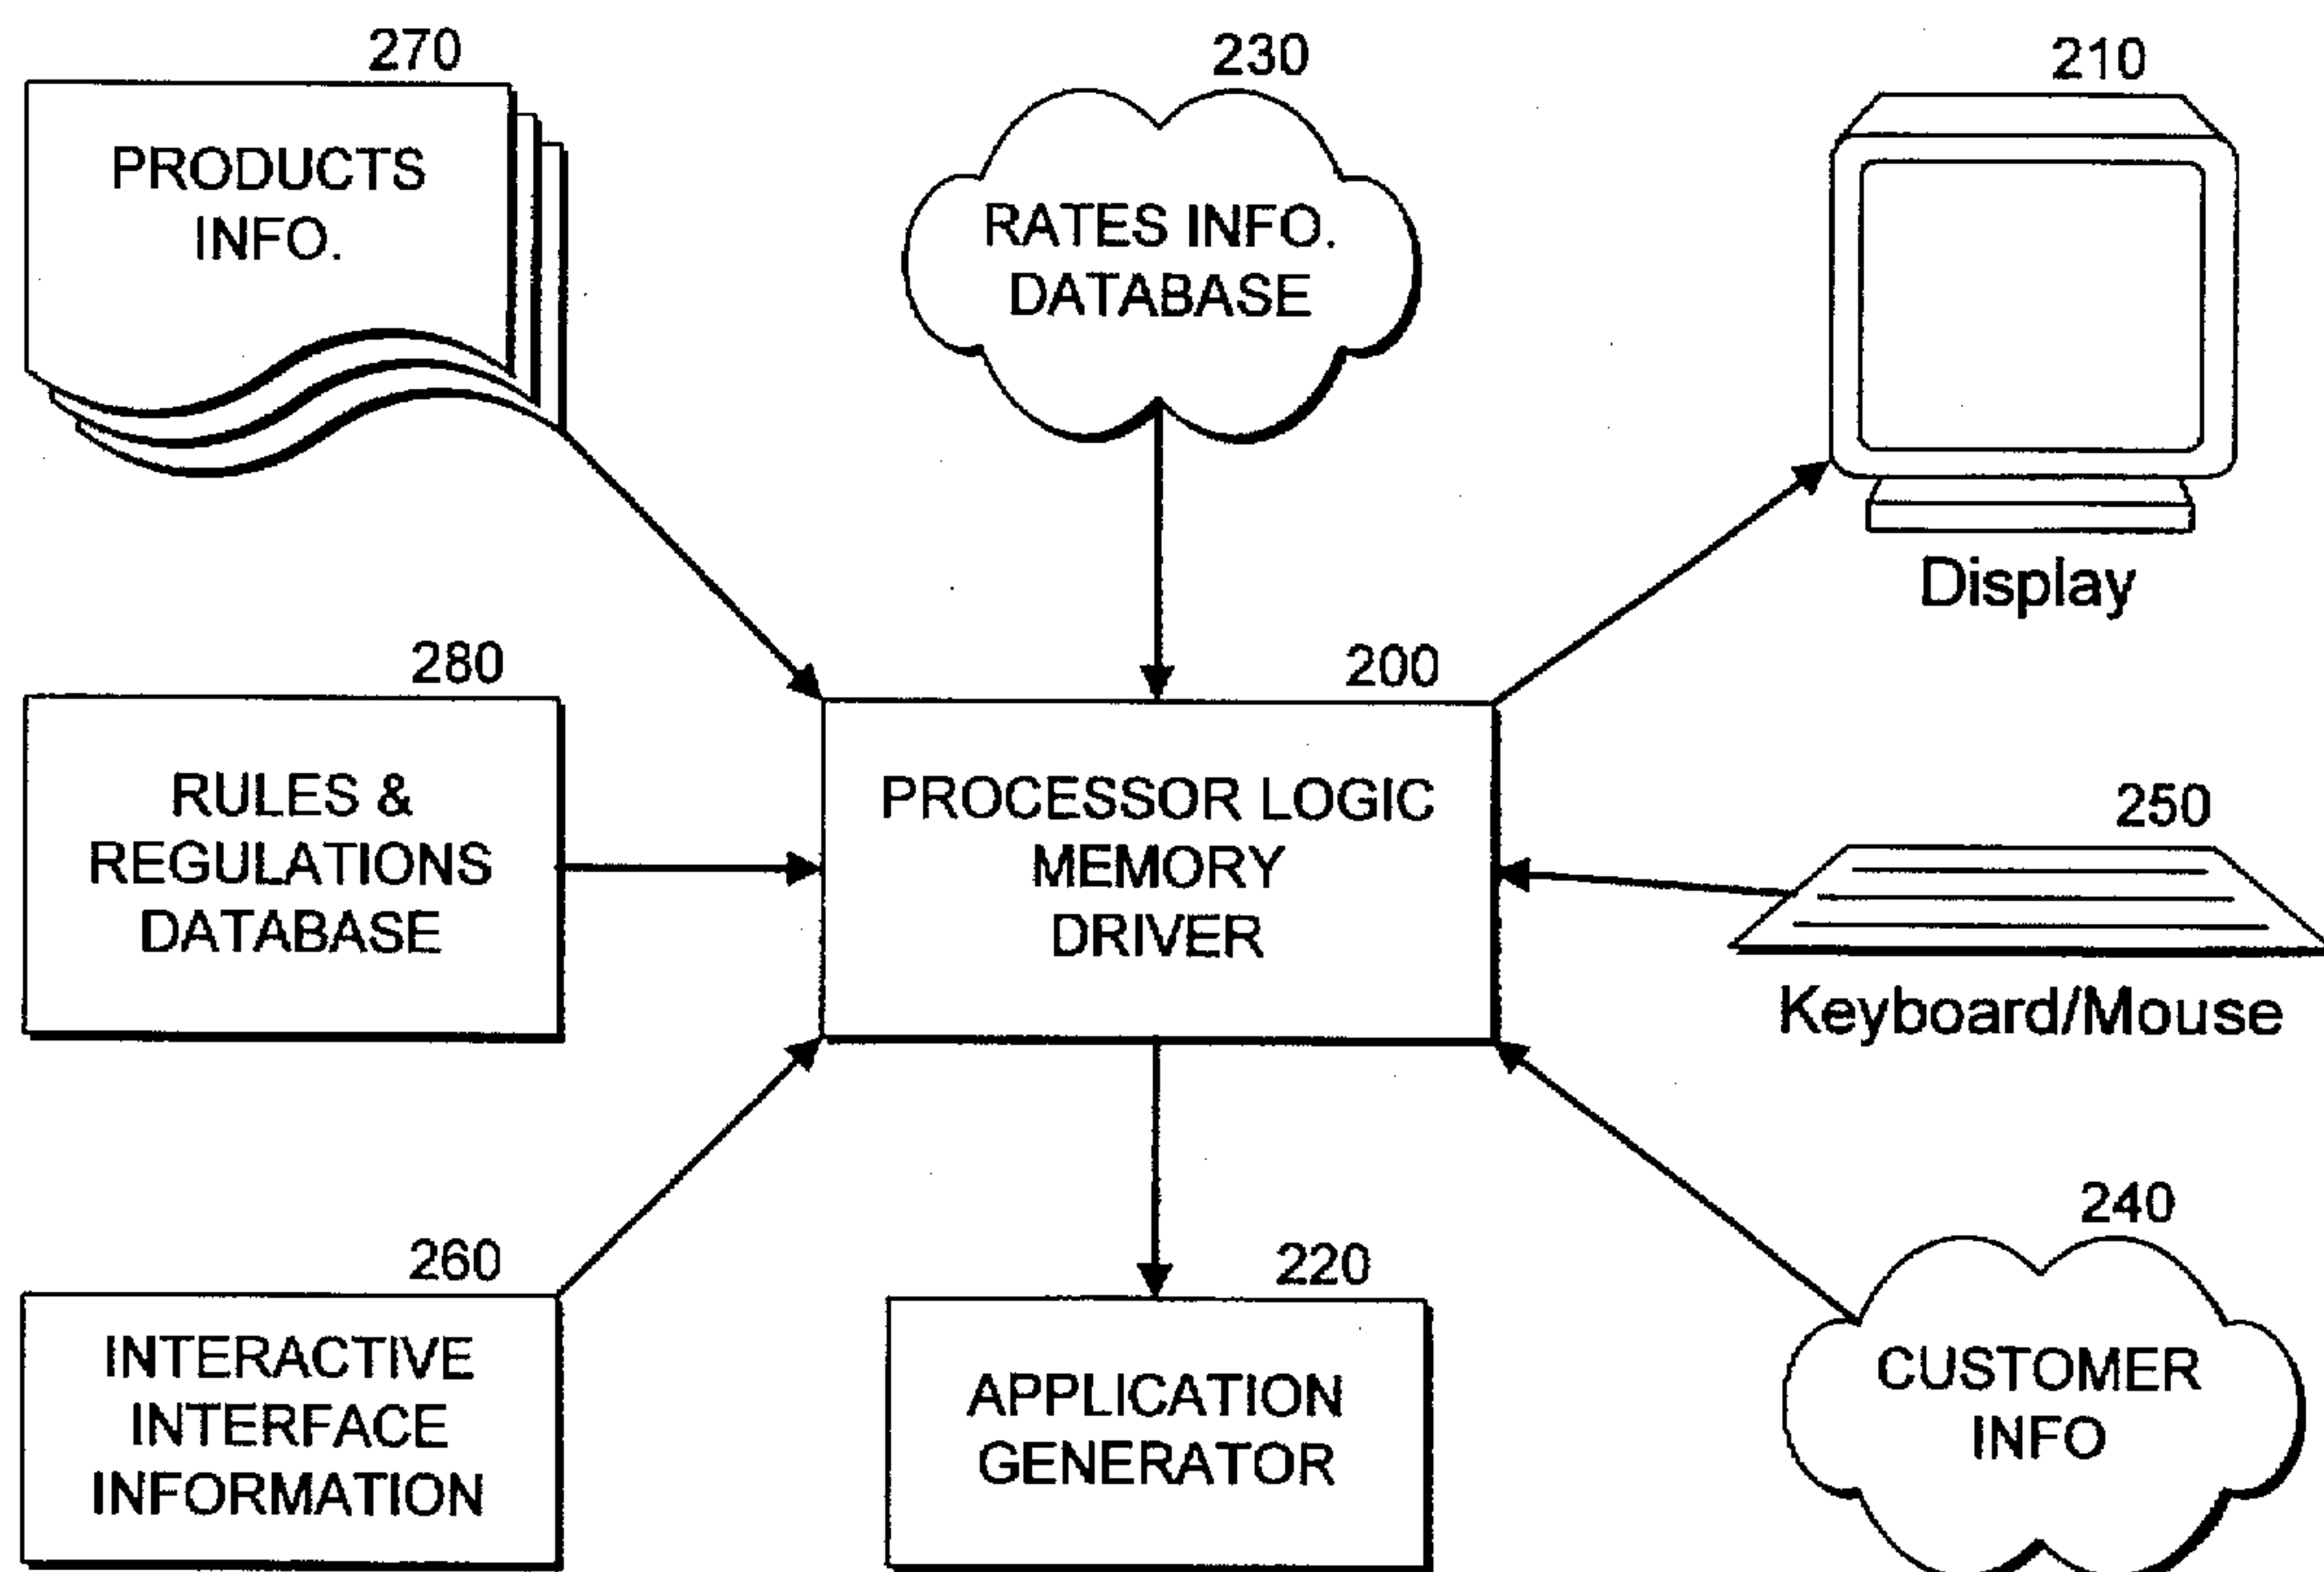 270
PRODUCTS
INFO.
230
RATES INFO.
DATABASE
210
Display
280
RULES &
REGULATIONS
DATABASE
200
PROCESSOR LOGIC
MEMORY
DRIVER
250
Keyboard/Mouse
260
INTERACTIVE
INTERFACE
INFORMATION
220
APPLICATION
GENERATOR
240
CUSTOMER
INFO